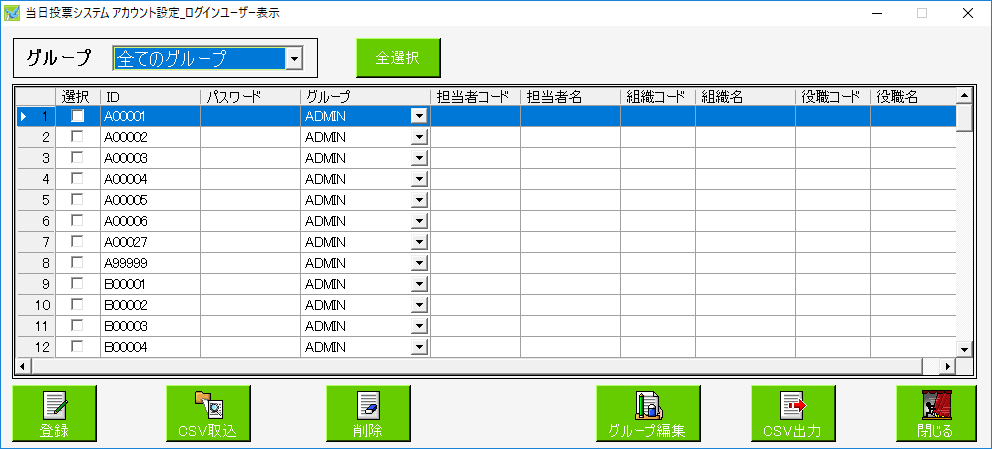 当日投票システム アカウント設定_ログインユーザー表示
グループ 全てのグループ 全選択
選択 ID パスワード グループ 担当者コード 担当者名 組織コード 組織名 役職コード 役職名
1 A00001 ADMIN
2 A00002 ADMIN
3 A00003 ADMIN
4 A00004 ADMIN
5 A00005 ADMIN
6 A00006 ADMIN
7 A00027 ADMIN
8 A99999 ADMIN
9 B00001 ADMIN
10 B00002 ADMIN
11 B00003 ADMIN
12 B00004 ADMIN
登録 CSV取込 削除 グループ編集 CSV出力 閉じる